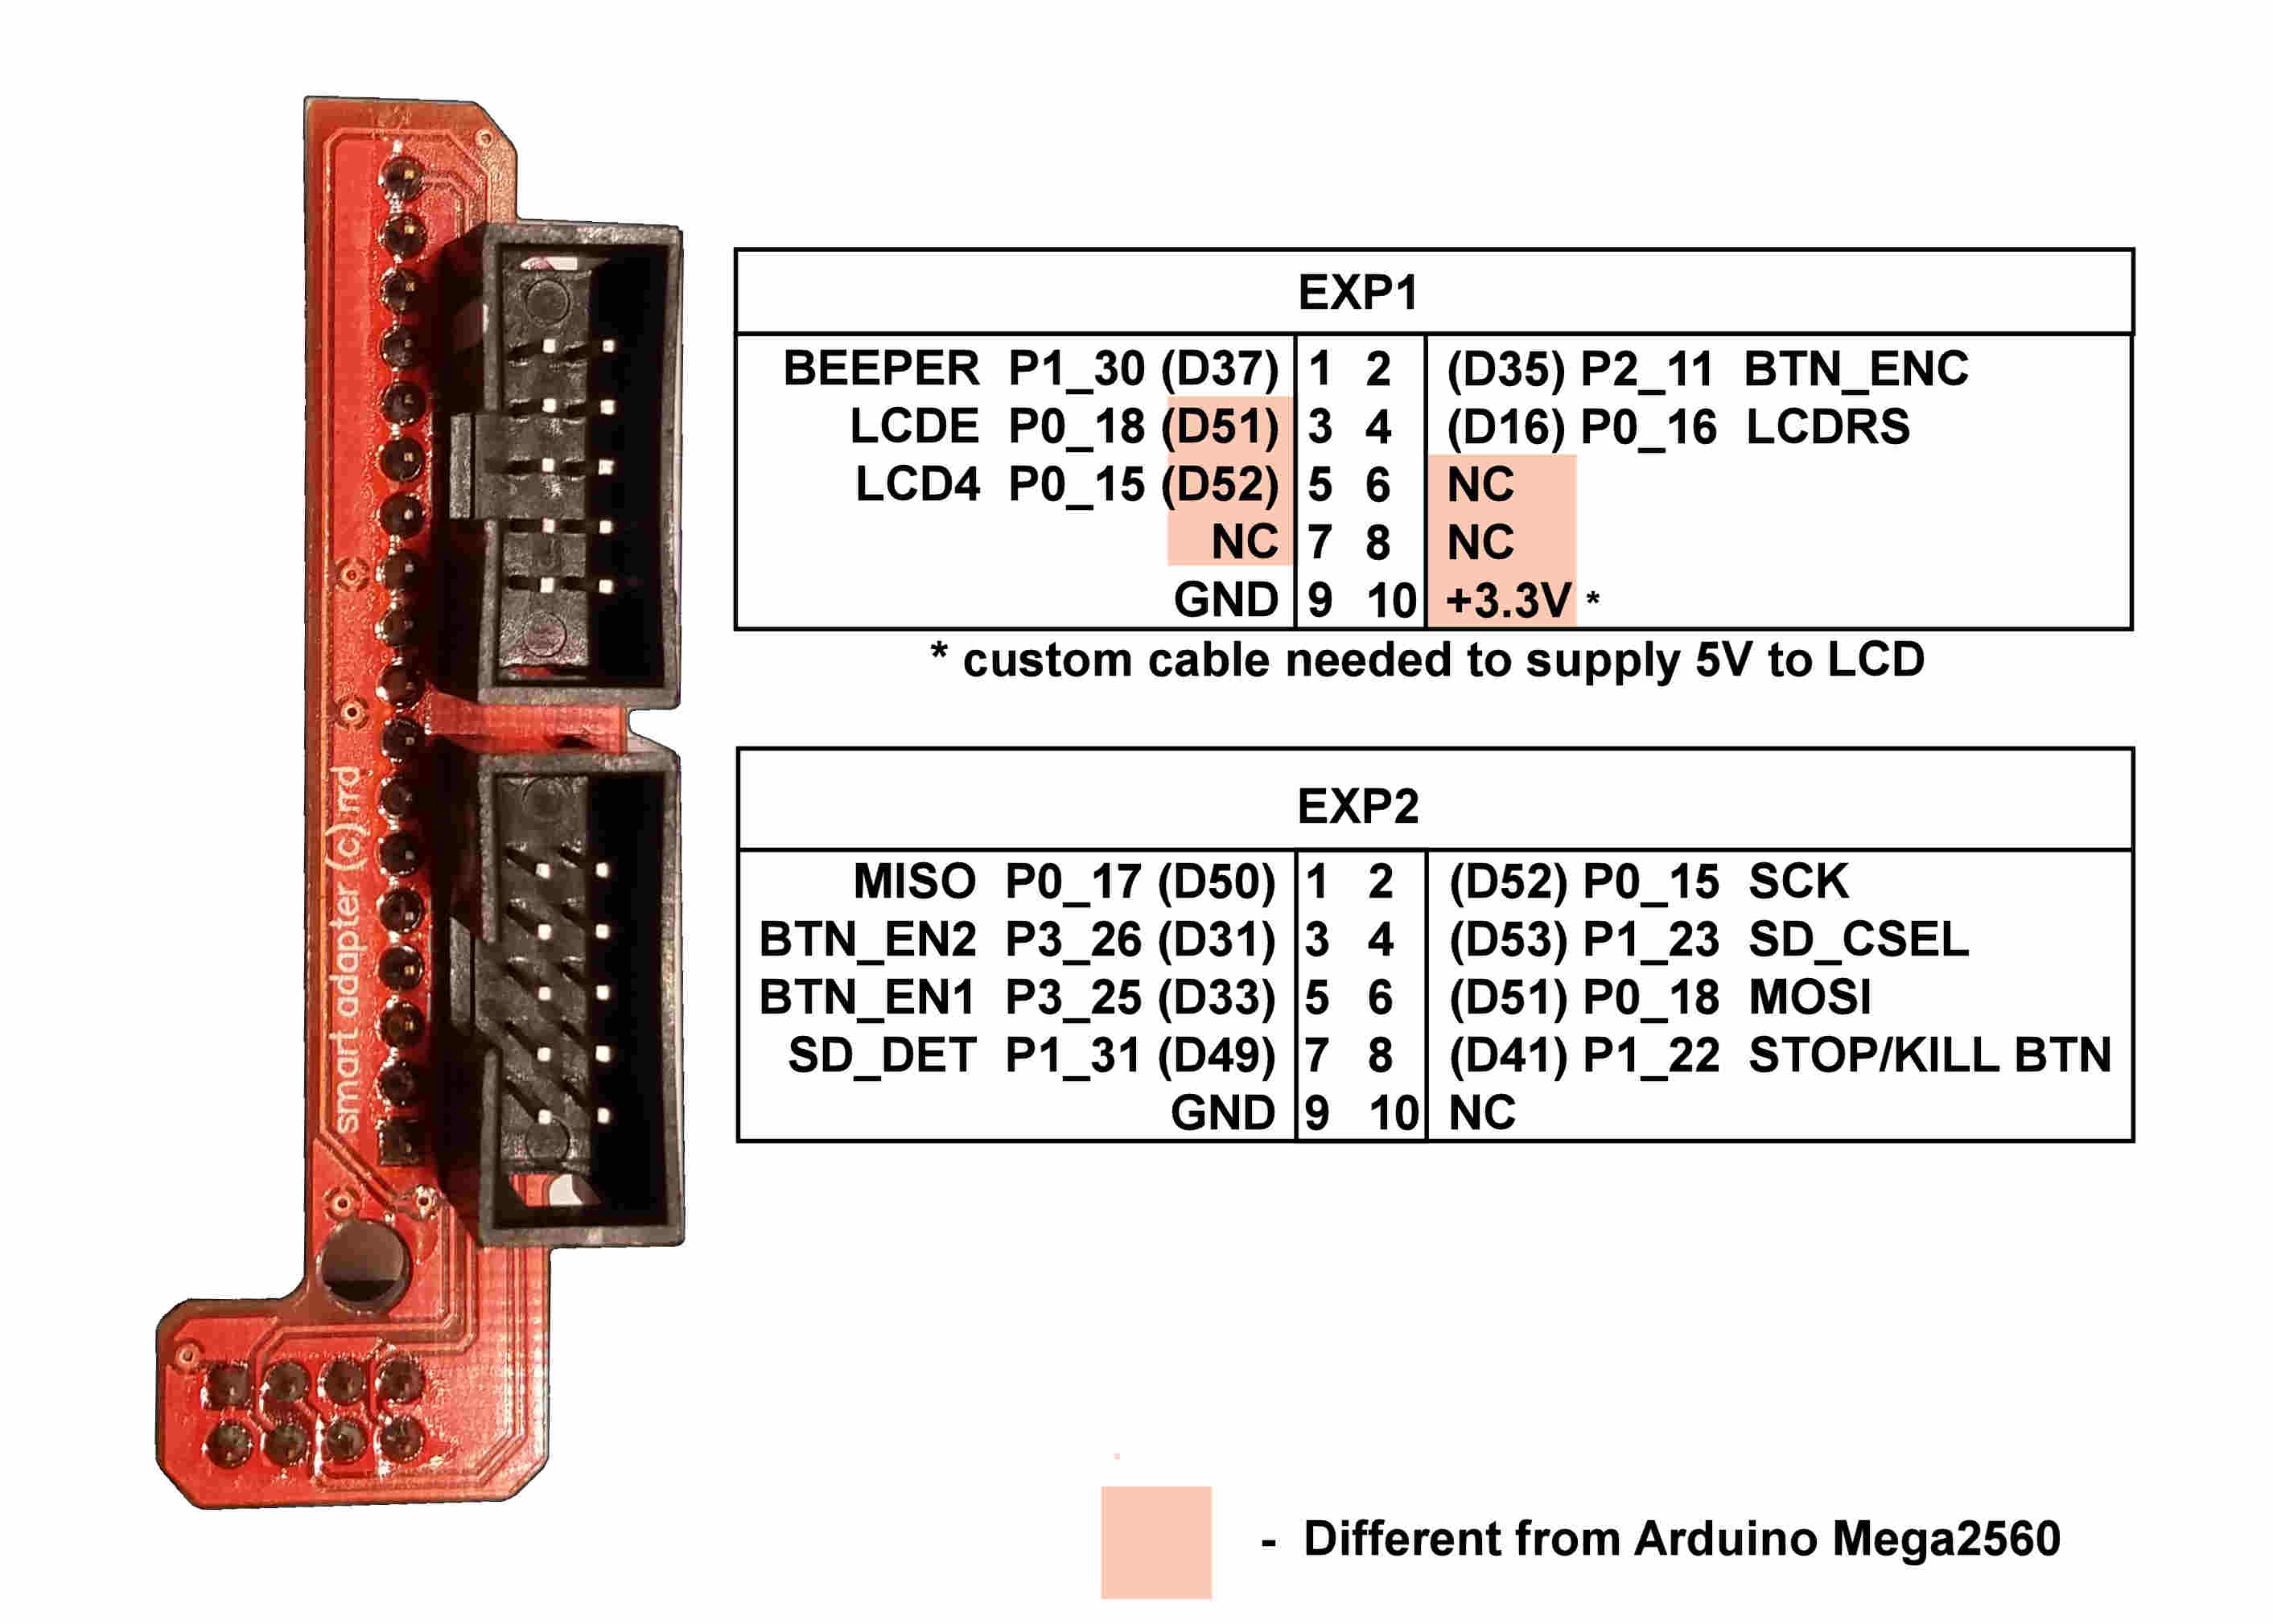 EXP1
BEEPER P1_30 (D37) 1 2 (D35) P2_11 BTN_ENC
LCDE P0_18 (D51) 3 4 (D16) P0_16 LCDRS
LCD4 P0_15 (D52) 5 6 NC
NC 7 8 NC
GND 9 10 +3.3V *
* custom cable needed to supply 5V to LCD
smart adapter (c) rrd
EXP2
MISO P0_17 (D50) 1 2 (D52) P0_15 SCK
BTN_EN2 P3_26 (D31) 3 4 (D53) P1_23 SD_CSEL
BTN_EN1 P3_25 (D33) 5 6 (D51) P0_18 MOSI
SD_DET P1_31 (D49) 7 8 (D41) P1_22 STOP/KILL BTN
GND 9 10 NC
- Different from Arduino Mega2560